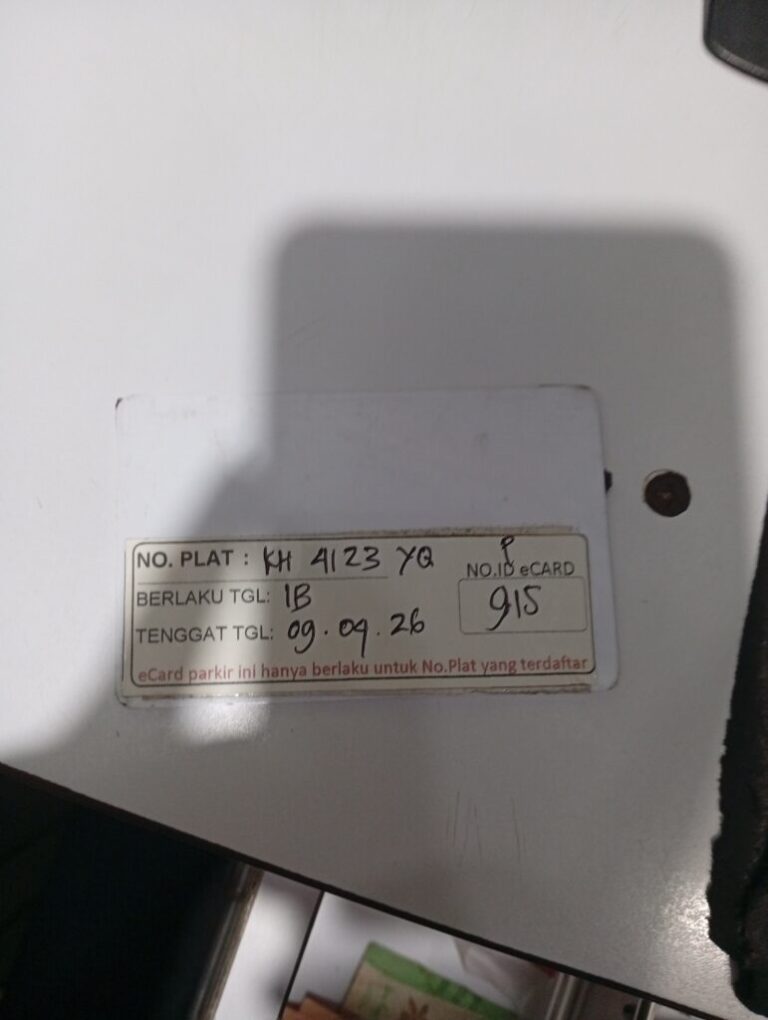 NO. PLAT : KH 4123 YQ
P
NO.ID eCARD
BERLAKU TGL: 1B
915
TENGGAT TGL: 09.09.26
eCard parkir ini hanya berlaku untuk No.Plat yang terdaftar